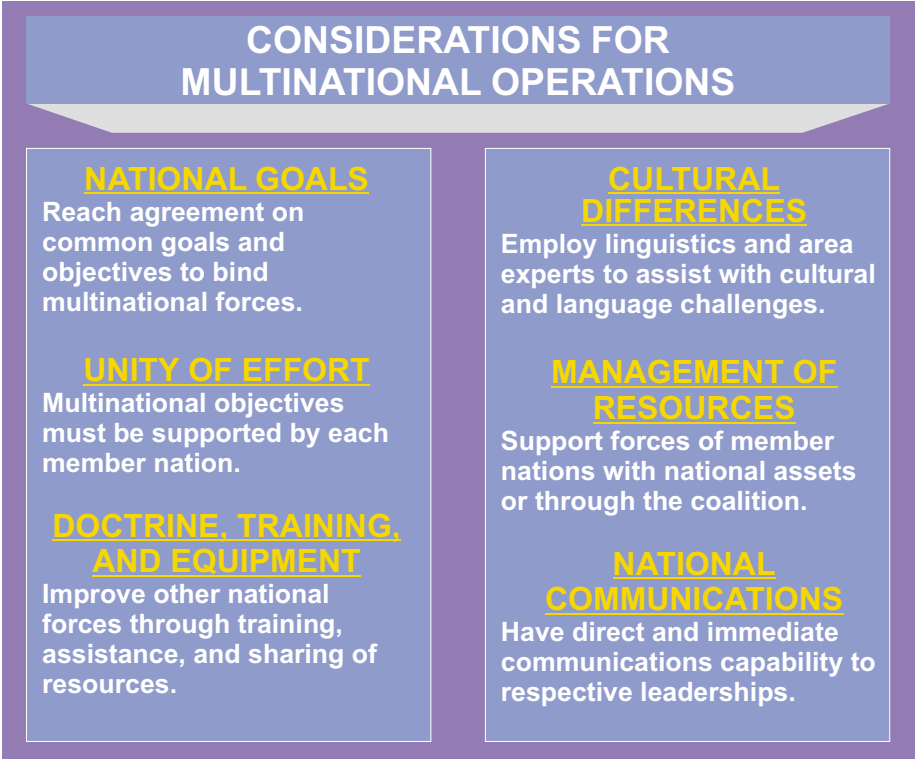 CONSIDERATIONS FOR
MULTINATIONAL OPERATIONS
NATIONAL GOALS
Reach agreement on
common goals and
objectives to bind
multinational forces.
UNITY OF EFFORT
Multinational objectives
must be supported by each
member nation.
DOCTRINE, TRAINING,
AND EQUIPMENT
Improve other national
forces through training,
assistance, and sharing of
resources.
CULTURAL
DIFFERENCES
Employ linguistics and area
experts to assist with cultural
and language challenges.
MANAGEMENT OF
RESOURCES
Support forces of member
nations with national assets
or through the coalition.
NATIONAL
COMMUNICATIONS
Have direct and immediate
communications capability to
respective leaderships.